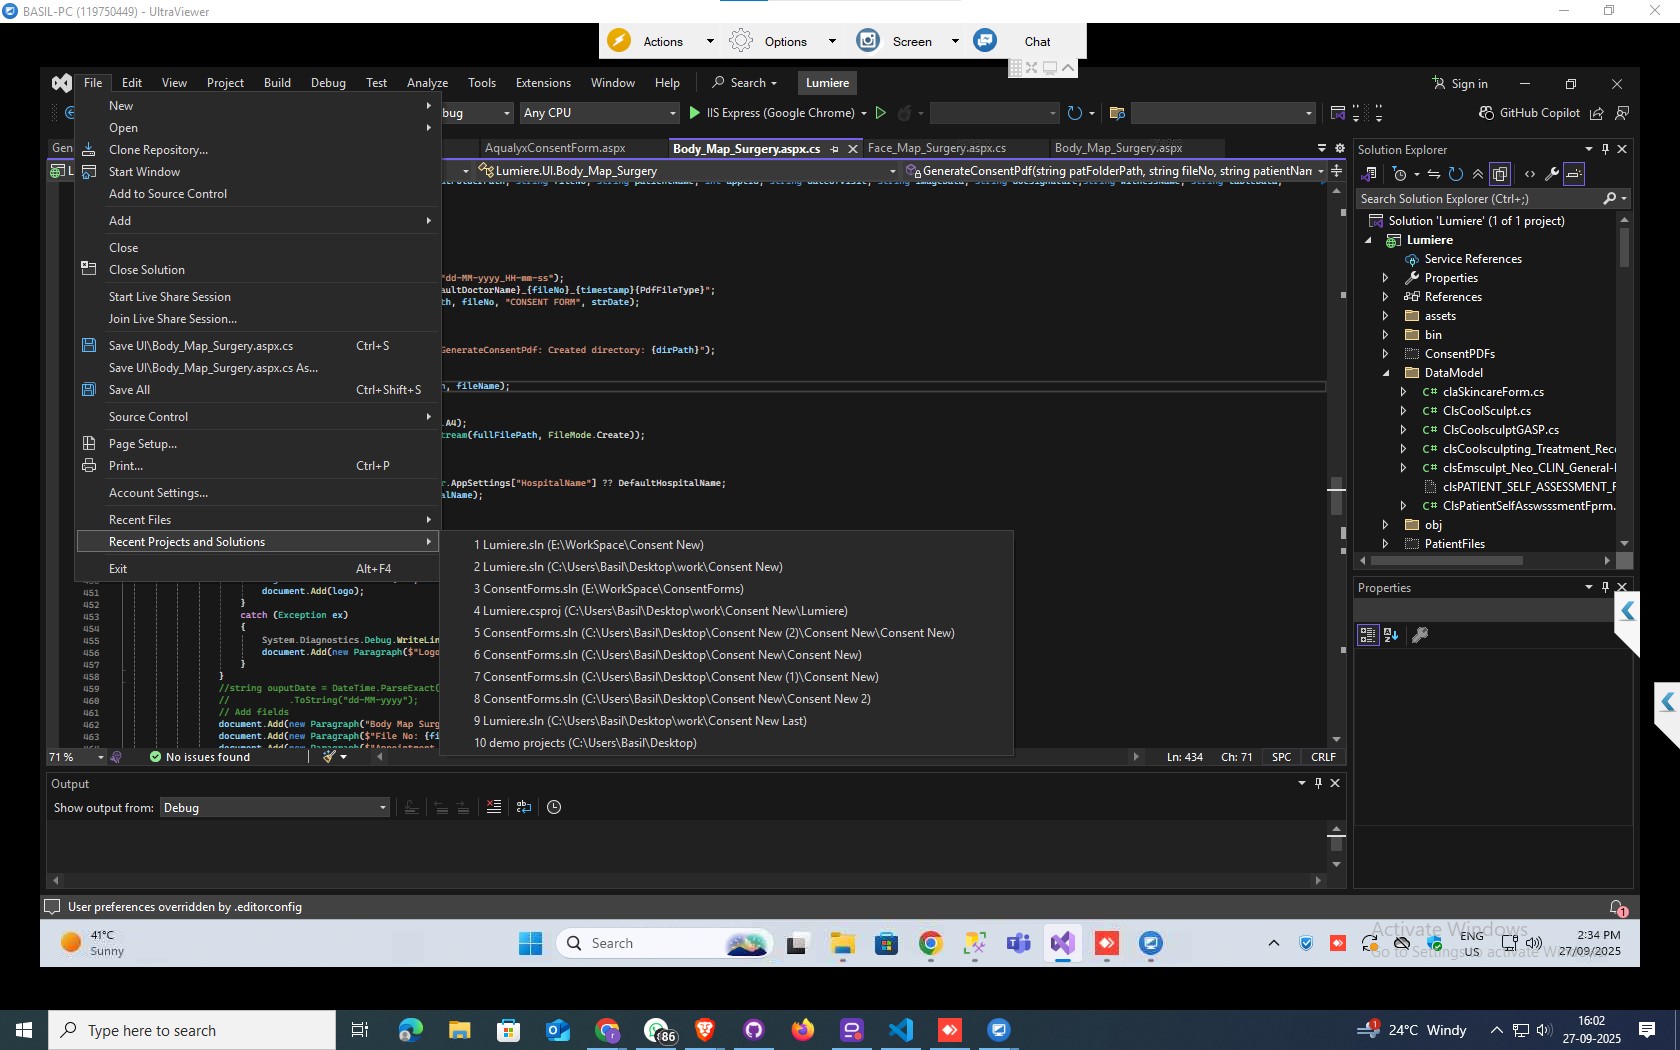 BASIL-PC (119750449) - UltraViewer
Actions
Options
Screen
Chat
File Edit View Project Build Debug Test Analyze Tools Extensions Window Help Search Lumiere Sign in
bug Any CPU IIS Express (Google Chrome) GitHub Copilot
Gen AqualyxConsentForm.aspx Body_Map_Surgery.aspx.cs Face_Map_Surgery.aspx.cs Body_Map_Surgery.aspx
L Lumiere.UI.Body_Map_Surgery GenerateConsentPdf(string patFolderPath, string fileNo, string patientNam
New
Open
Clone Repository...
Start Window
Add to Source Control
Add
Close
Close Solution
Start Live Share Session
Join Live Share Session...
Save UI\Body_Map_Surgery.aspx.cs Ctrl+S
Save UI\Body_Map_Surgery.aspx.cs As...
Save All Ctrl+Shift+S
Source Control
Page Setup...
Print... Ctrl+P
Account Settings...
Recent Files
Recent Projects and Solutions
Exit Alt+F4
1 Lumiere.sln (E:\WorkSpace\Consent New)
2 Lumiere.sln (C:\Users\Basil\Desktop\work\Consent New)
3 ConsentForms.sln (E:\WorkSpace\ConsentForms)
4 Lumiere.csproj (C:\Users\Basil\Desktop\work\Consent New\Lumiere)
5 ConsentForms.sln (C:\Users\Basil\Desktop\Consent New (2)\Consent New\Consent New)
6 ConsentForms.sln (C:\Users\Basil\Desktop\Consent New\Consent New)
7 ConsentForms.sln (C:\Users\Basil\Desktop\Consent New (1)\Consent New)
8 ConsentForms.sln (C:\Users\Basil\Desktop\Consent New\Consent New 2)
9 Lumiere.sln (C:\Users\Basil\Desktop\work\Consent New Last)
10 demo projects (C:\Users\Basil\Desktop)
"dd-MM-yyyy_HH-mm-ss");
aultDoctorName}_{fileNo}_{timestamp}{PdfFileType}";
th, fileNo, "CONSENT FORM", strDate);
GenerateConsentPdf: Created directory: {dirPath}");
, fileName);
.A4);
tream(fullFilePath, FileMode.Create));
r.AppSettings["HospitalName"] ?? DefaultHospitalName;
alName);
451 document.Add(logo);
452 }
453 catch (Exception ex)
454 {
455 System.Diagnostics.Debug.WriteLin
456 document.Add(new Paragraph($"Logo
457 }
458 }
459 //string ouputDate = DateTime.ParseExact(
460 // .ToString("dd-MM-yyyy");
461 // Add fields
462 document.Add(new Paragraph("Body Map Surg
463 document.Add(new Paragraph($"File No: {fi
document.Add(new Paragraph($"Appointment
71 % No issues found Ln: 434 Ch: 71 SPC CRLF
Output
Show output from: Debug
User preferences overridden by .editorconfig
1
Solution Explorer
Search Solution Explorer (Ctrl+;)
Solution 'Lumiere' (1 of 1 project)
Lumiere
Service References
Properties
References
assets
bin
ConsentPDFs
DataModel
C# claSkincareForm.cs
C# ClsCoolSculpt.cs
C# ClsCoolsculptGASP.cs
C# clsCoolsculpting_Treatment_Rec
C# clsEmsculpt_Neo_CLIN_General-
clsPATIENT_SELF_ASSESSMENT_F
C# ClsPatientSelfAsswsssmentFprm.
obj
PatientFiles
Properties
Activate Windows
Go to Settings to activate Windows.
41°C
Sunny
Search
ENG
US
2:34 PM
27/09/2025
Type here to search
86
24°C Windy
16:02
27-09-2025